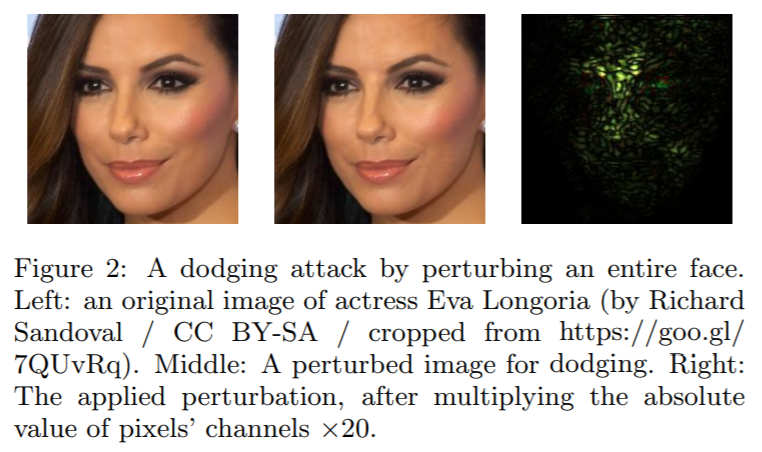 Figure 2: A dodging attack by perturbing an entire face.
Left: an original image of actress Eva Longoria (by Richard
Sandoval / CC BY-SA / cropped from https://goo.gl/
7QUvRq). Middle: A perturbed image for dodging. Right:
The applied perturbation, after multiplying the absolute
value of pixels' channels ×20.